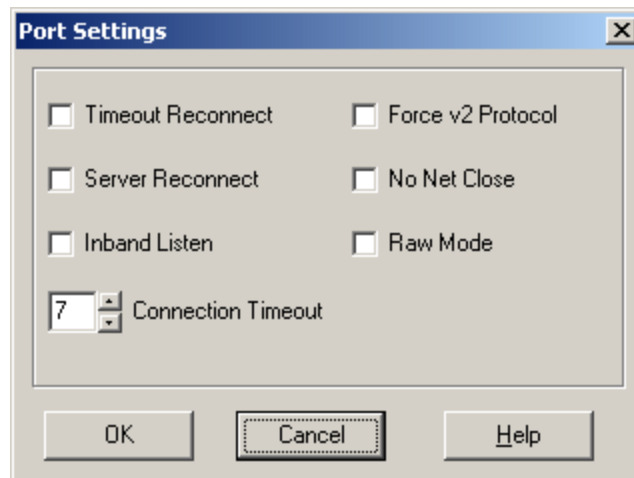 Port Settings
Timeout Reconnect
Force v2 Protocol
Server Reconnect
No Net Close
Inband Listen
Raw Mode
7 Connection Timeout
OK
Cancel
Help